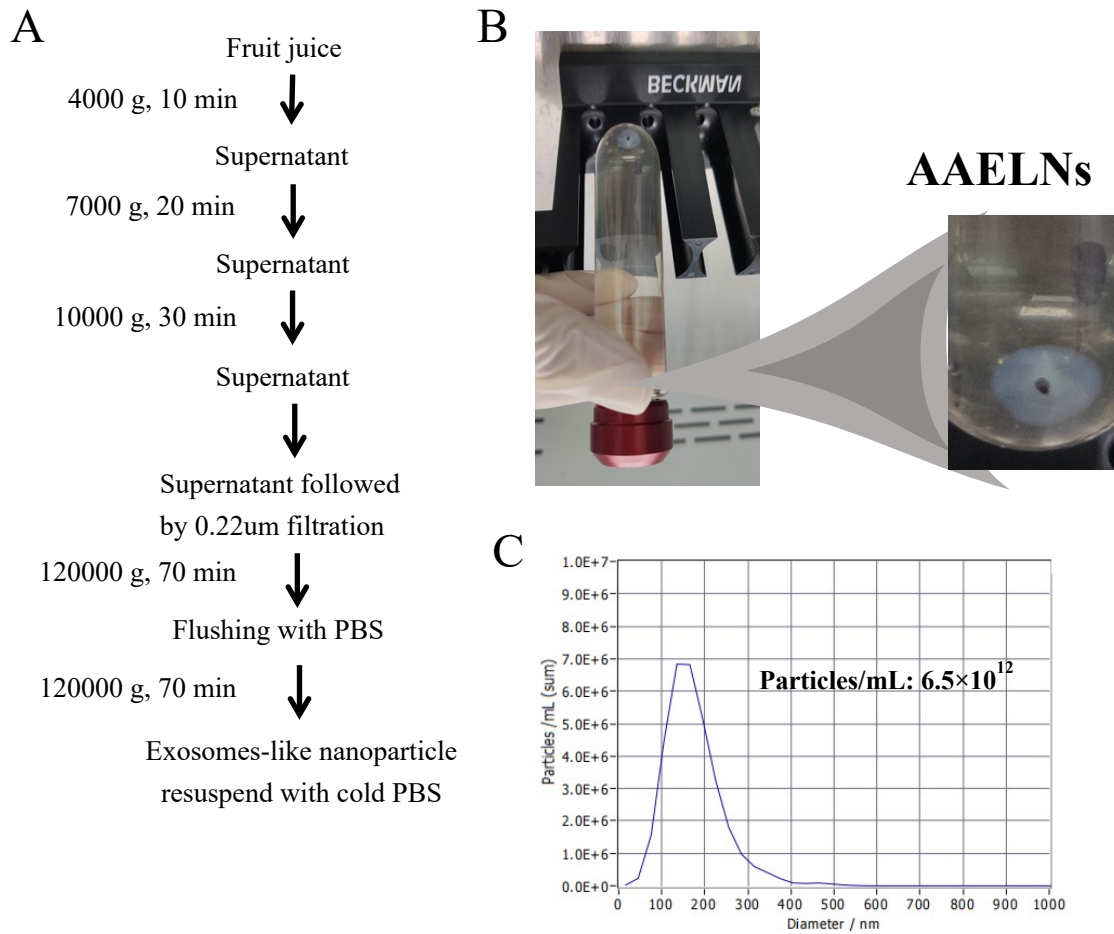 A
Fruit juice
4000 g, 10 min
Supernatant
7000 g, 20 min
Supernatant
10000 g, 30 min
Supernatant
Supernatant followed
by 0.22um filtration
120000 g, 70 min
Flushing with PBS
120000 g, 70 min
Exosomes-like nanoparticle
resuspend with cold PBS
B
BECKMAN
AAELNs
C
Particles /mL (sum)
1.0E+7
9.0E+6
8.0E+6
7.0E+6
6.0E+6
5.0E+6
4.0E+6
3.0E+6
2.0E+6
1.0E+6
0.0E+0
Particles/mL: 6.5×10¹²
0 100 200 300 400 500 600 700 800 900 1000
Diameter / nm